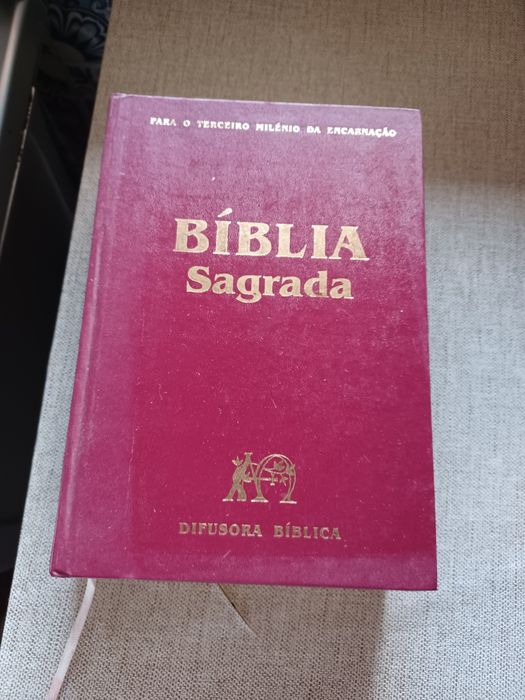 PARA O TERCEIRO MILÉNIO DA ENCARNAÇÃO
BÍBLIA
Sagrada
DIFUSORA BÍBLICA